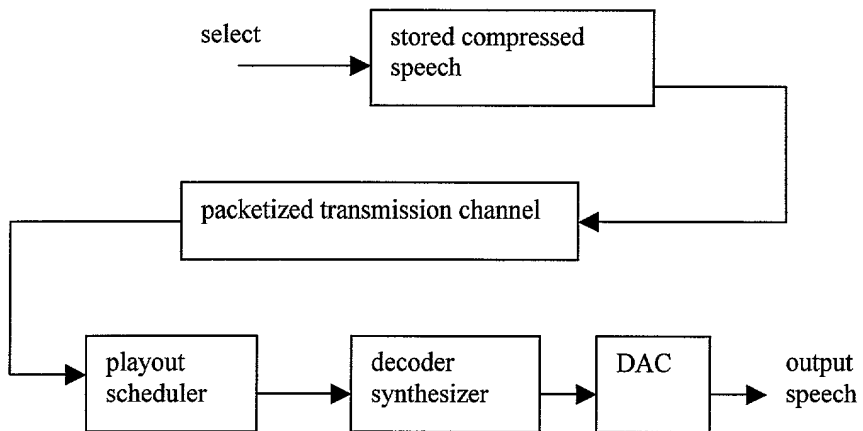 select
stored compressed
speech
packetized transmission channel
playout
scheduler
decoder
synthesizer
DAC
output
speech